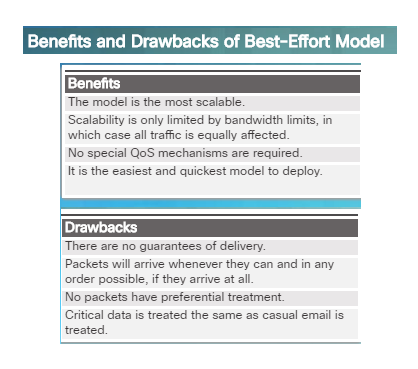 Benefits and Drawbacks of Best-Effort Model
Benefits
The model is the most scalable.
Scalability is only limited by bandwidth limits, in
which case all traffic is equally affected.
No special QoS mechanisms are required.
It is the easiest and quickest model to deploy.
Drawbacks
There are no guarantees of delivery.
Packets will arrive whenever they can and in any
order possible, if they arrive at all.
No packets have preferential treatment.
Critical data is treated the same as casual email is
treated.